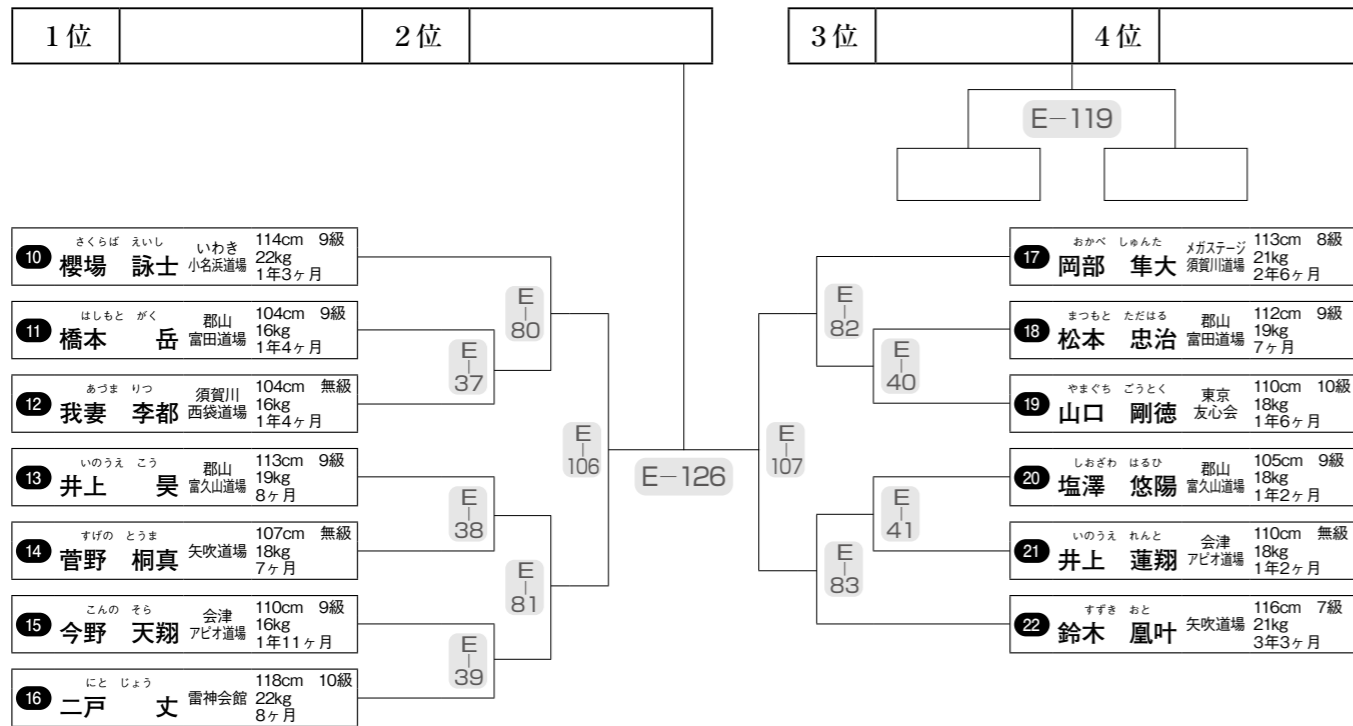 1位
2位
3位
4位
E-119
10
さくらば えいし
櫻場 詠士
いわき
小名浜道場
114cm 9級
22kg
1年3ヶ月
11
はしもと がく
橋本 岳
郡山
富田道場
104cm 9級
16kg
1年4ヶ月
12
あづま りつ
我妻 李都
須賀川
西袋道場
104cm 無級
16kg
1年4ヶ月
13
いのうえ こう
井上 昊
郡山
富久山道場
113cm 9級
19kg
8ヶ月
14
すげの とうま
菅野 桐真
矢吹道場
107cm 無級
18kg
7ヶ月
15
こんの そら
今野 天翔
会津
アピオ道場
110cm 9級
16kg
1年11ヶ月
16
にと じょう
二戸 丈
雷神会館
118cm 10級
22kg
8ヶ月
E-80
E-37
E-38
E-81
E-39
E-106
E-126
E-107
E-82
E-40
E-41
E-83
17
おかべ しゅんた
岡部 隼大
メガステージ
須賀川道場
113cm 8級
21kg
2年6ヶ月
18
まつもと ただはる
松本 忠治
郡山
富田道場
112cm 9級
19kg
7ヶ月
19
やまぐち ごうとく
山口 剛徳
東京
友心会
110cm 10級
18kg
1年6ヶ月
20
しおざわ はるひ
塩澤 悠陽
郡山
富久山道場
105cm 9級
18kg
1年2ヶ月
21
いのうえ れんと
井上 蓮翔
会津
アピオ道場
110cm 無級
18kg
1年2ヶ月
22
すずき おと
鈴木 凰叶
矢吹道場
116cm 7級
21kg
3年3ヶ月